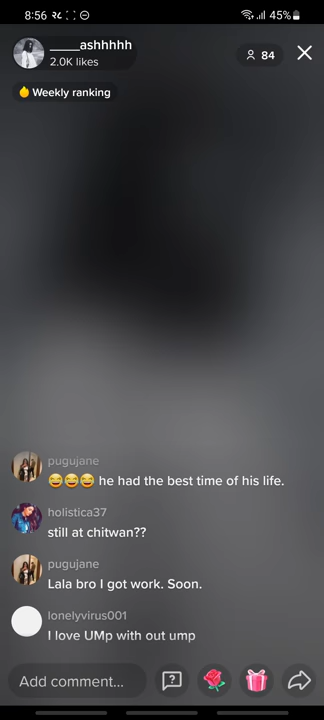 8:56 २८ 45%
____ashhhhh
2.0K likes
84
Weekly ranking
pugujane
😂😂😂 he had the best time of his life.
holistica37
still at chitwan??
pugujane
Lala bro I got work. Soon.
lonelyvirus001
I love UMp with out ump
Add comment...